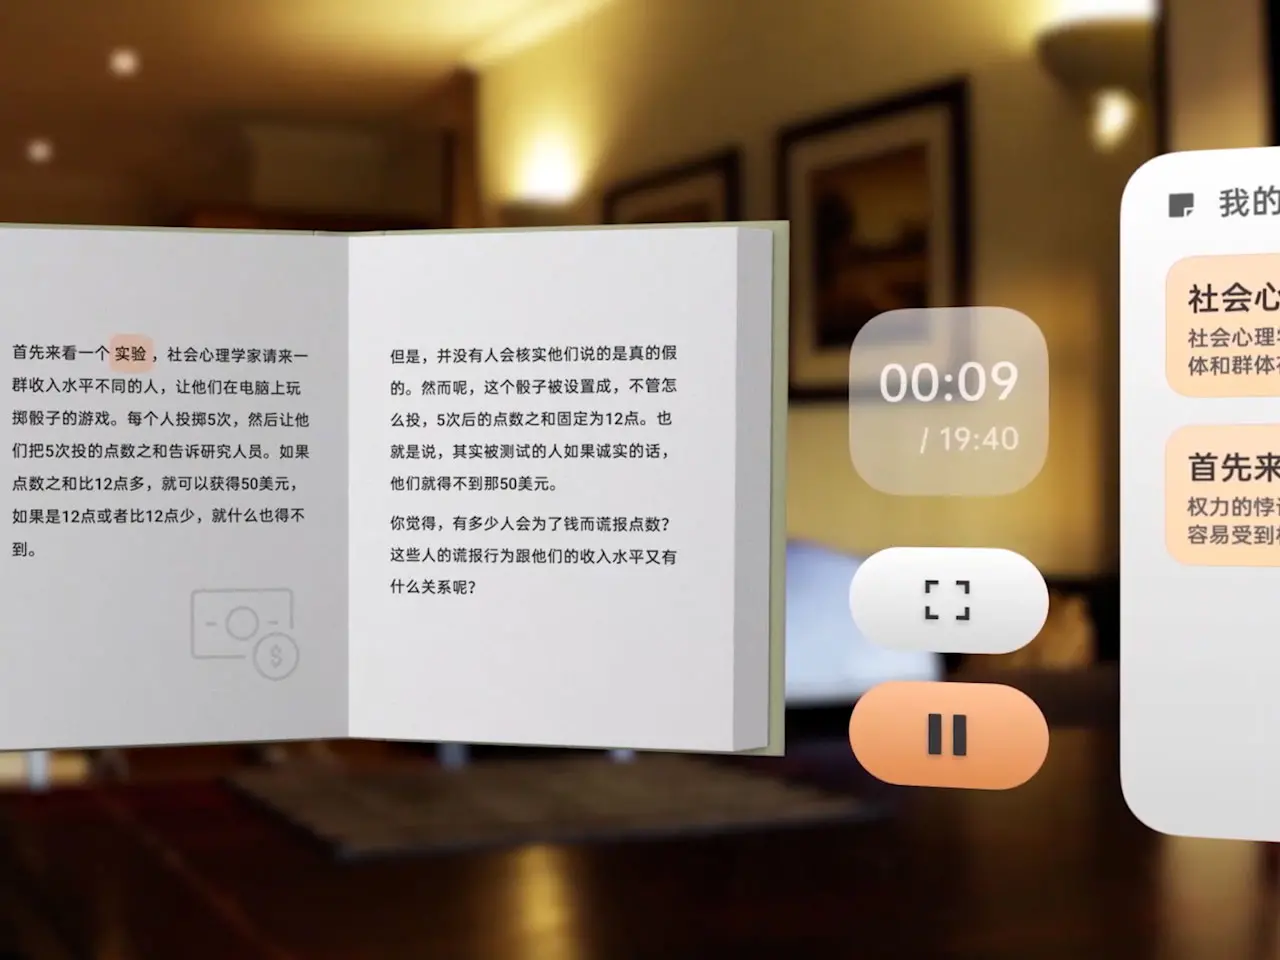 首先来看一个 实验 ，社会心理学家请来一
群收入水平不同的人，让他们在电脑上玩
掷骰子的游戏。每个人投掷5次，然后让他
们把5次投的点数之和告诉研究人员。如果
点数之和比12点多，就可以获得50美元，
如果是12点或者比12点少，就什么也得不
到。
但是，并没有人会核实他们说的是真的假
的。然而呢，这个骰子被设置成，不管怎
么投，5次后的点数之和固定为12点。也
就是说，其实被测试的人如果诚实的话，
他们就得不到那50美元。
你觉得，有多少人会为了钱而谎报点数？
这些人的谎报行为跟他们的收入水平又有
什么关系呢？
$
00:09
/ 19:40
我的
社会心
社会心理
体和群体
首先来
权力的悖
容易受到